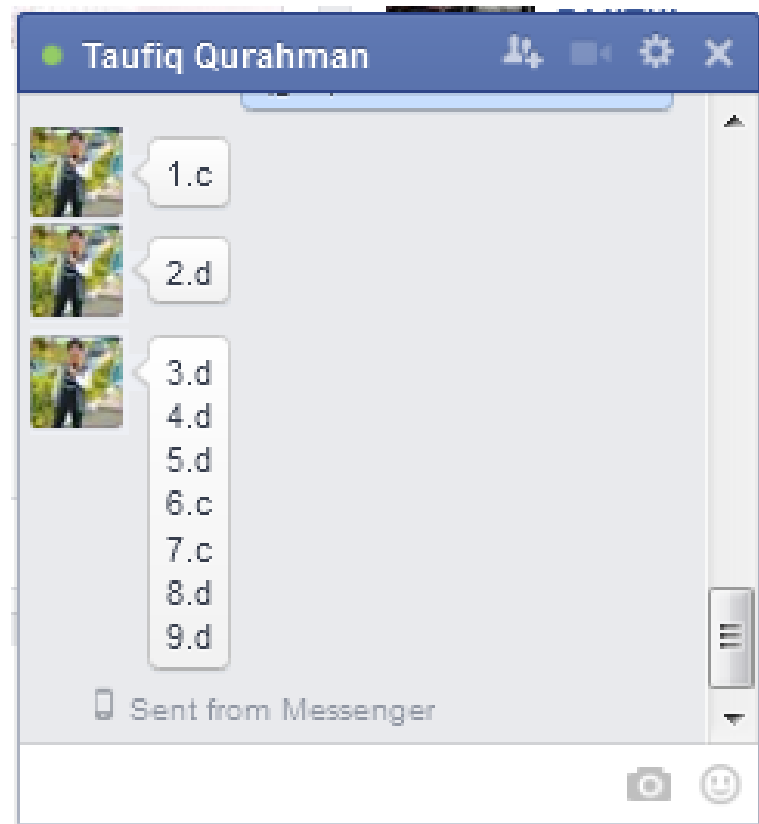 Taufiq Qurahman
1.c
2.d
3.d
4.d
5.d
6.c
7.c
8.d
9.d
Sent from Messenger